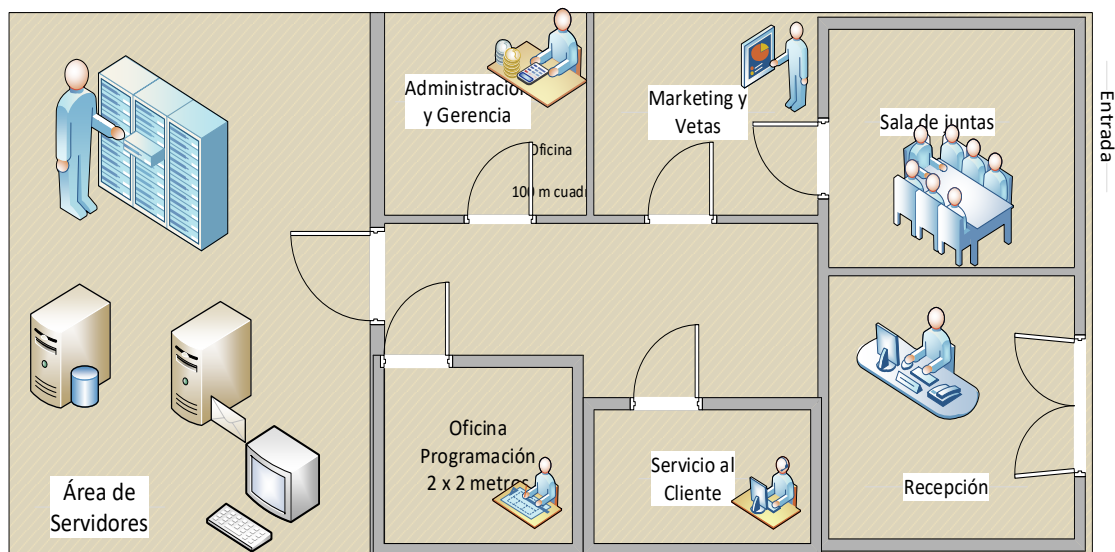 Administración
y Gerencia
Oficina
100 m cuad
Marketing y
Vetas
Sala de juntas
Entrada
Oficina
Programación
2 x 2 metros
Servicio al
Cliente
Recepción
Área de
Servidores